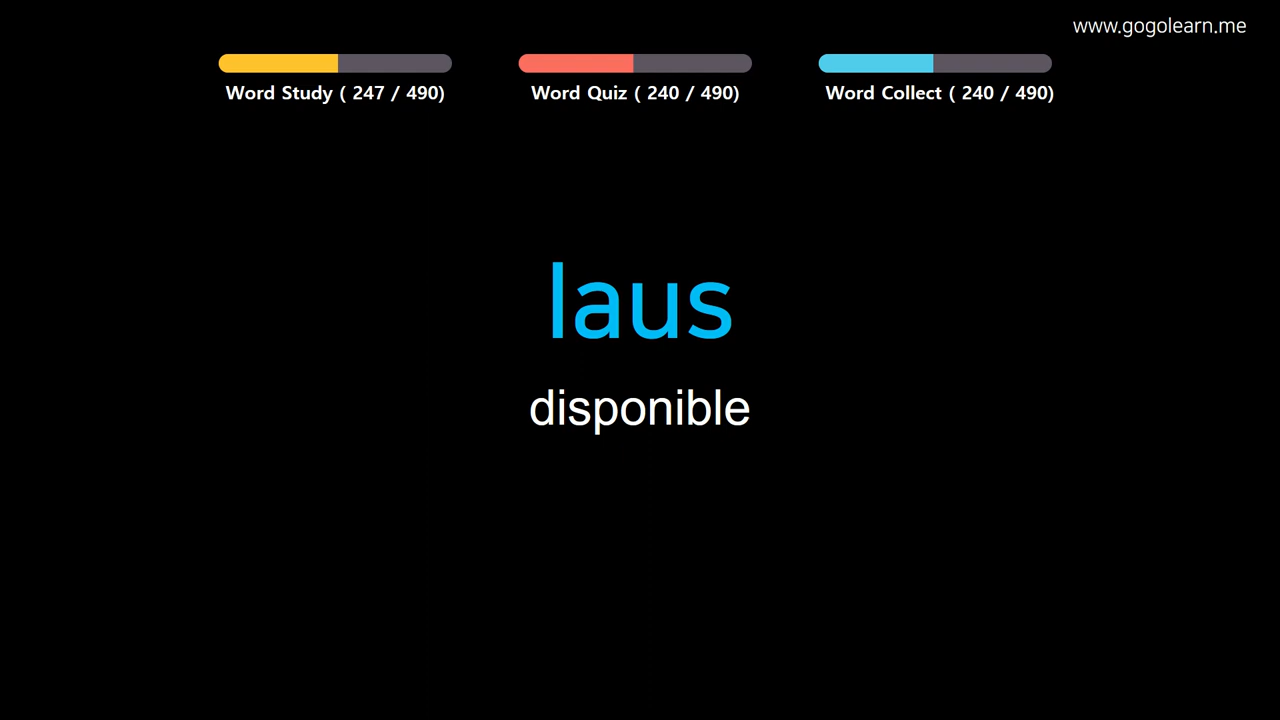 www.gogolearn.me
Word Study ( 247 / 490)
Word Quiz ( 240 / 490)
Word Collect ( 240 / 490)
laus
disponible